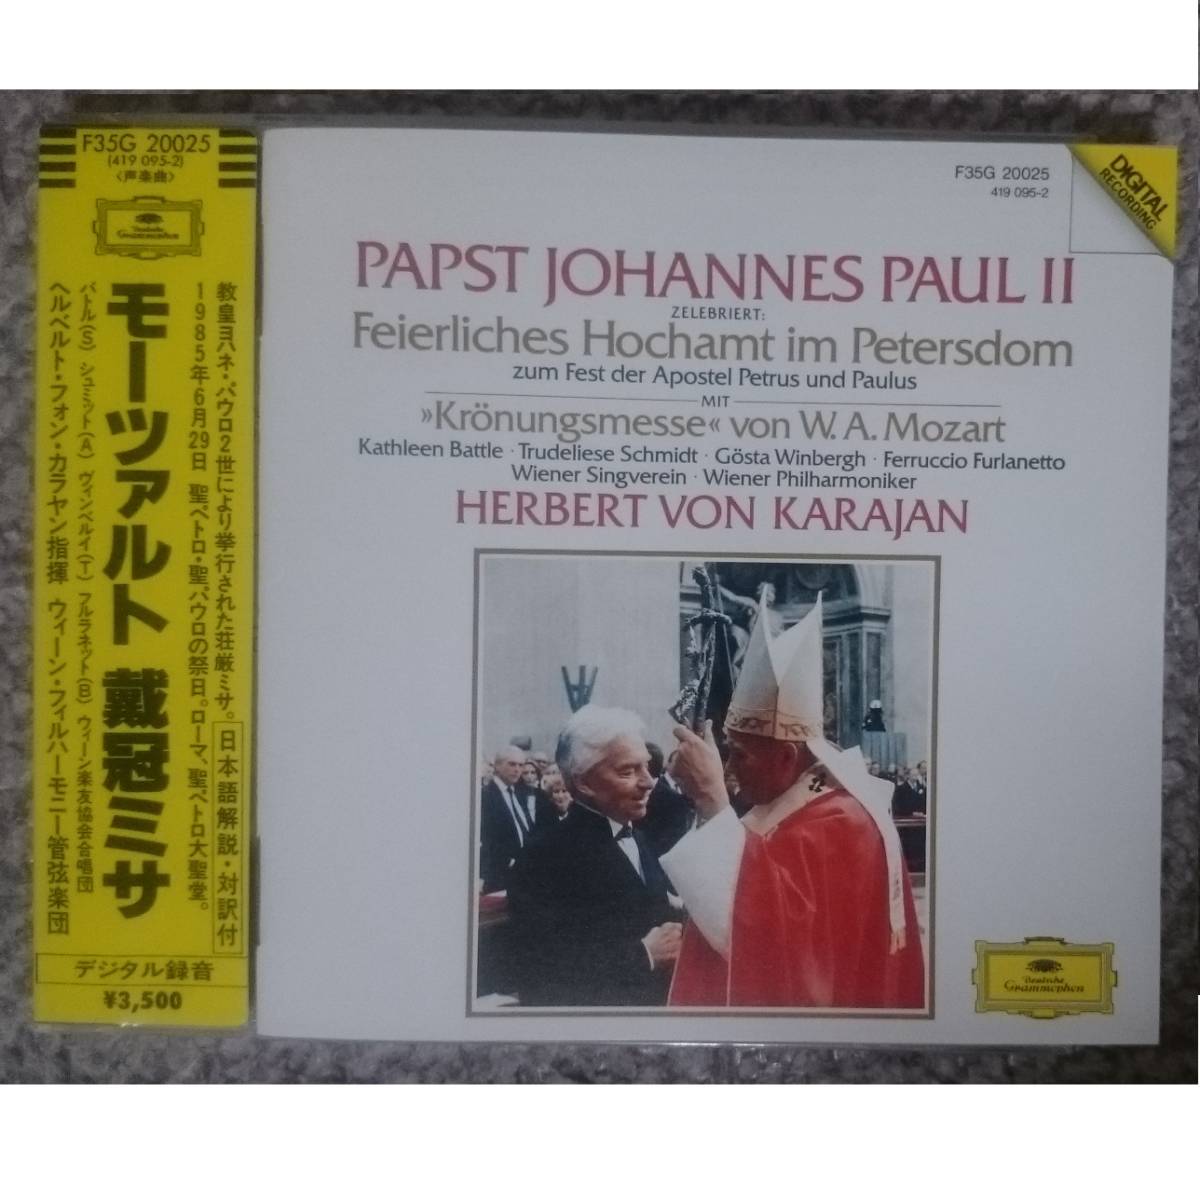 F35G 20025
(419 095-2)
〈声楽曲〉
Deutsche
Grammophon
教皇ヨハネ・パウロ2世により挙行された荘厳ミサ。
日本語解説・対訳付
1985年6月29日 聖ペトロ・聖パウロの祭日。ローマ、聖ペトロ大聖堂。
モーツァルト 戴冠ミサ
バトル(S) シュミット(A) ヴィンベルイ(T) フルラネット(B) ウィーン楽友協会合唱団
ヘルベルト・フォン・カラヤン指揮 ウィーン・フィルハーモニー管弦楽団
デジタル録音
¥3,500
F35G 20025
419 095-2
DIGITAL
RECORDING
PAPST JOHANNES PAUL II
ZELEBRIERT:
Feierliches Hochamt im Petersdom
zum Fest der Apostel Petrus und Paulus
MIT
»Krönungsmesse« von W. A. Mozart
Kathleen Battle · Trudeliese Schmidt · Gösta Winbergh · Ferruccio Furlanetto
Wiener Singverein · Wiener Philharmoniker
HERBERT VON KARAJAN
Deutsche
Grammophon